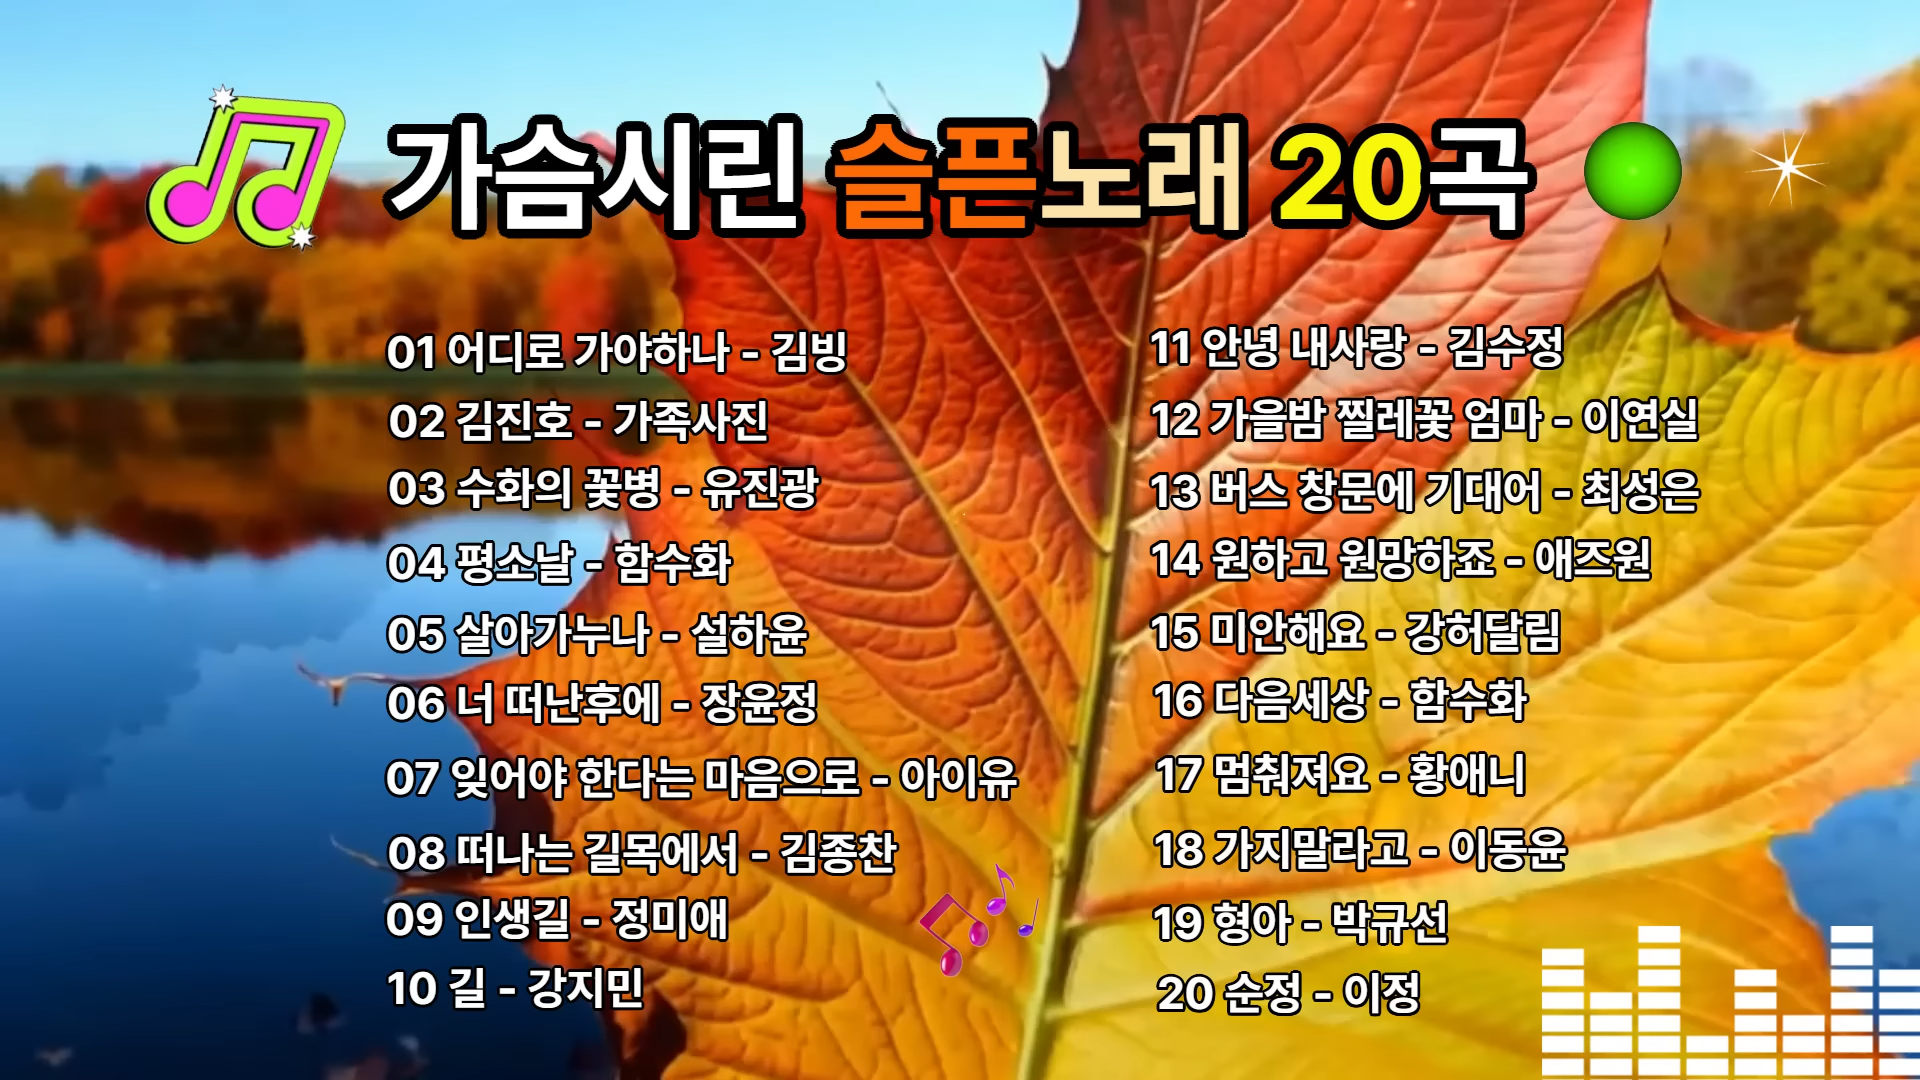 가슴시린 슬픈노래 20곡
01 어디로 가야하나 - 김빙
02 김진호 - 가족사진
03 수화의 꽃병 - 유진광
04 평소날 - 함수화
05 살아가누나 - 설하윤
06 너 떠난후에 - 장윤정
07 잊어야 한다는 마음으로 - 아이유
08 떠나는 길목에서 - 김종찬
09 인생길 - 정미애
10 길 - 강지민
11 안녕 내사랑 - 김수정
12 가을밤 찔레꽃 엄마 - 이연실
13 버스 창문에 기대어 - 최성은
14 원하고 원망하죠 - 애즈원
15 미안해요 - 강허달림
16 다음세상 - 함수화
17 멈춰져요 - 황애니
18 가지말라고 - 이동윤
19 형아 - 박규선
20 순정 - 이정